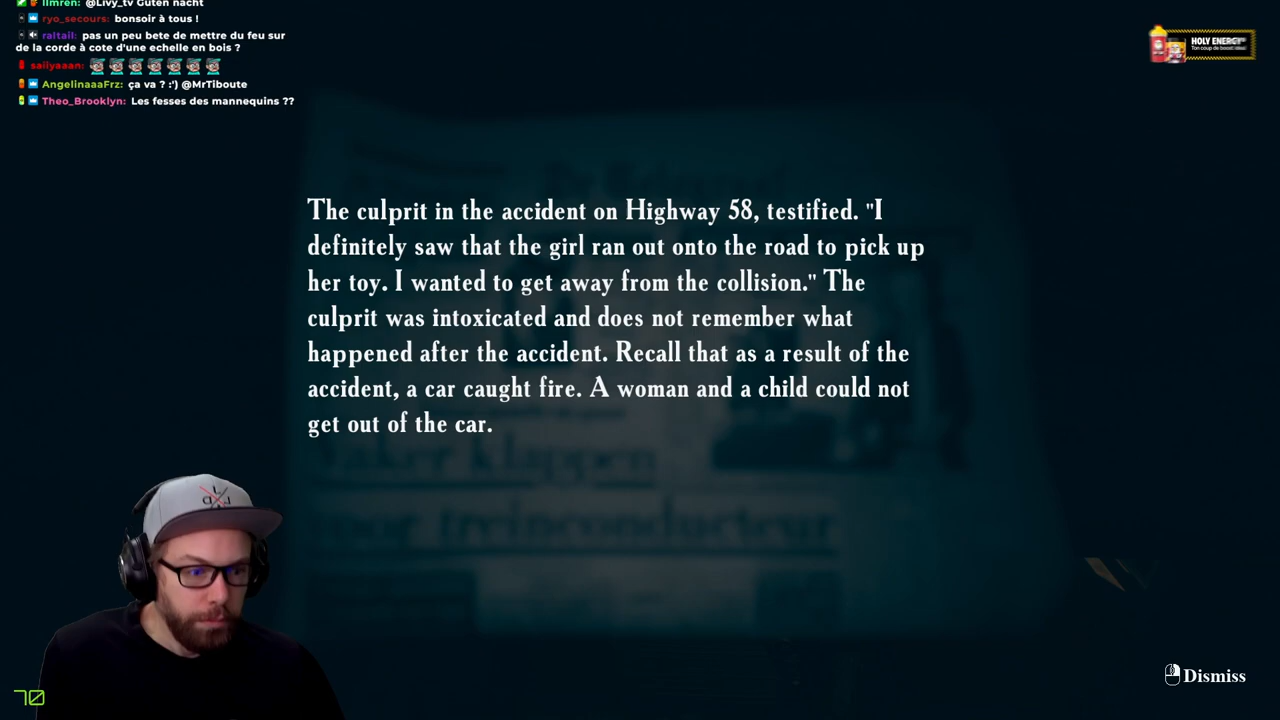 llmren: @Livy_tv Guten nacht
ryo_secours: bonsoir à tous !
raltail: pas un peu bete de mettre du feu sur
de la corde à cote d'une echelle en bois ?
saiiyaaan:
AngelinaaaFrz: ça va ? :') @MrTiboute
Theo_Brooklyn: Les fesses des mannequins ??
HOLY ENERGY
The culprit in the accident on Highway 58, testified. "I
definitely saw that the girl ran out onto the road to pick up
her toy. I wanted to get away from the collision." The
culprit was intoxicated and does not remember what
happened after the accident. Recall that as a result of the
accident, a car caught fire. A woman and a child could not
get out of the car.
klappen
treinconducteur
70
Dismiss